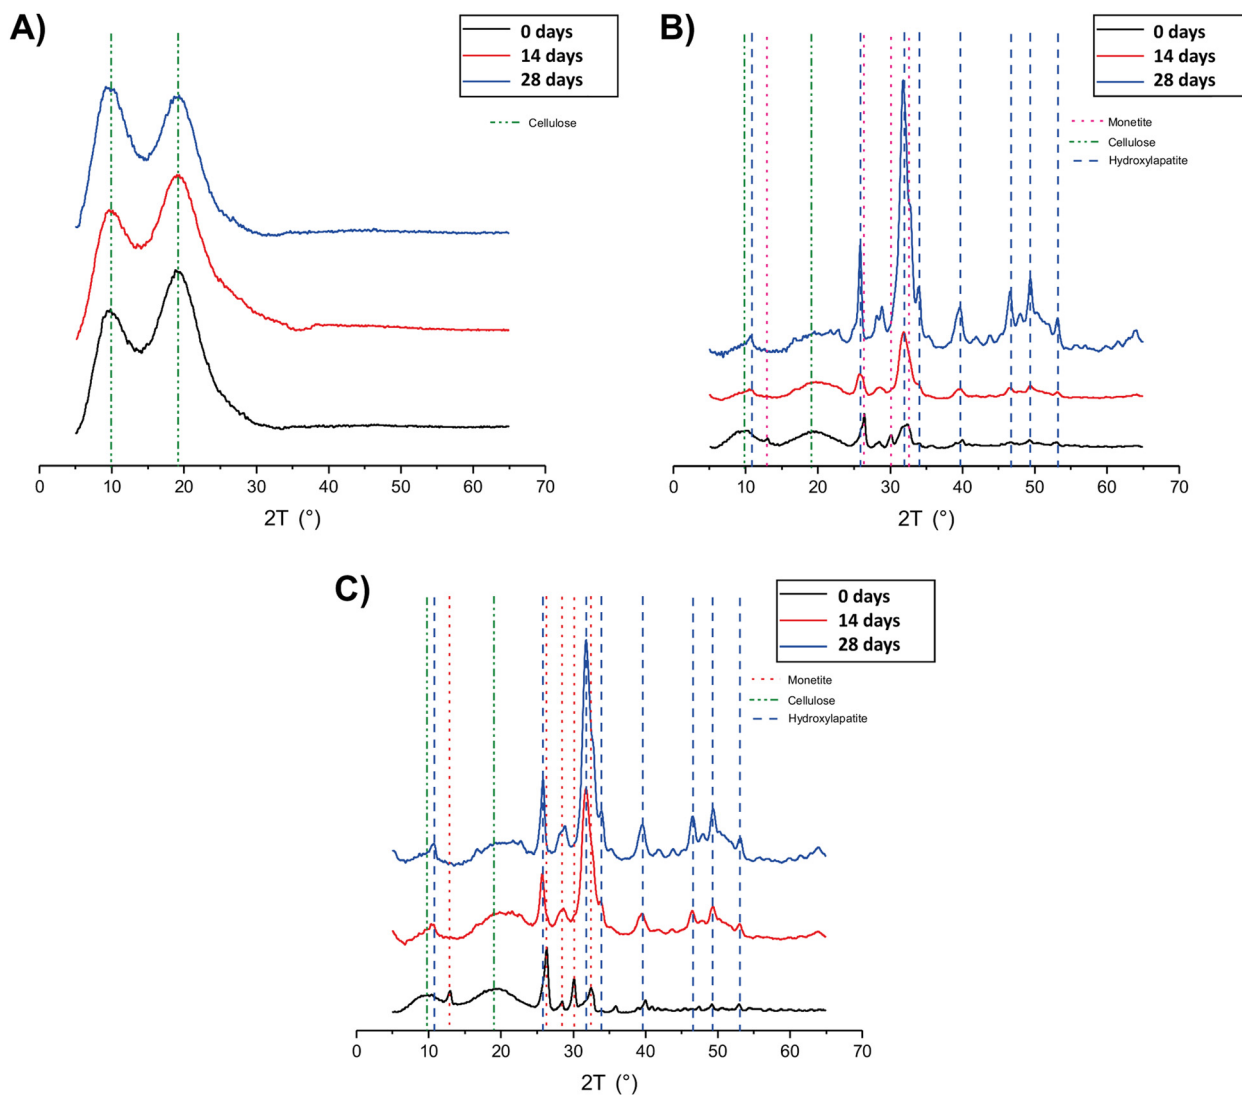 A)
0 days
14 days
28 days
Cellulose
0 10 20 30 40 50 60 70
2T (°)
B)
0 days
14 days
28 days
Monetite
Cellulose
Hydroxylapatite
0 10 20 30 40 50 60 70
2T (°)
C)
0 days
14 days
28 days
Monetite
Cellulose
Hydroxylapatite
0 10 20 30 40 50 60 70
2T (°)